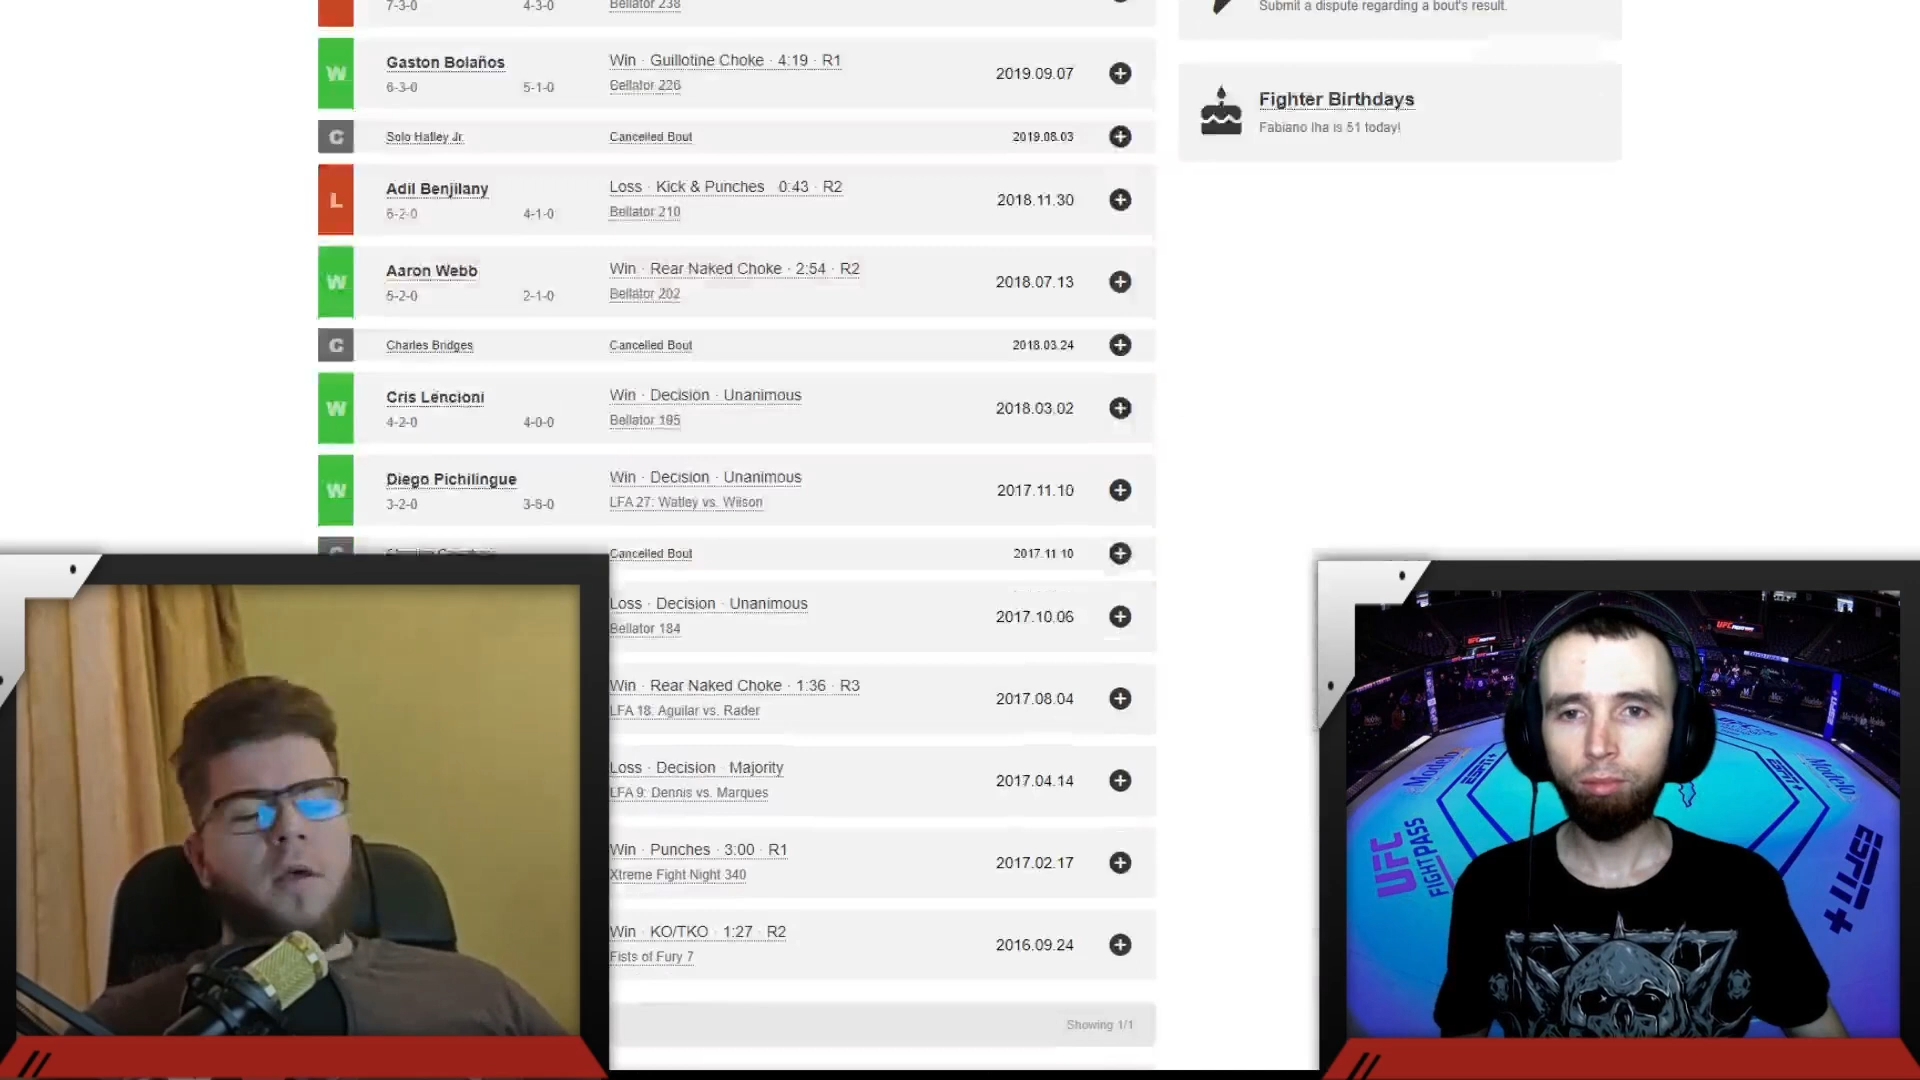 7-3-0 4-3-0 Bellator 238
Submit a dispute regarding a bout's result.
W Gaston Bolaños Win · Guillotine Choke · 4:19 · R1 2019.09.07
6-3-0 5-1-0 Bellator 226
Fighter Birthdays
Fabiano Iha is 51 today!
C Solo Hatley Jr. Cancelled Bout 2019.08.03
L Adil Benjilany Loss · Kick & Punches · 0:43 · R2 2018.11.30
6-2-0 4-1-0 Bellator 210
W Aaron Webb Win · Rear Naked Choke · 2:54 · R2 2018.07.13
5-2-0 2-1-0 Bellator 202
C Charles Bridges Cancelled Bout 2018.03.24
W Cris Lencioni Win · Decision · Unanimous 2018.03.02
4-2-0 4-0-0 Bellator 195
W Diego Pichilingue Win · Decision · Unanimous 2017.11.10
3-2-0 LFA 27: Watley vs. Wilson
Cancelled Bout 2017.11.10
Loss · Decision · Unanimous 2017.10.06
Bellator 184
Win · Rear Naked Choke · 1:36 · R3 2017.08.04
LFA 18: Aguilar vs. Rader
Loss · Decision · Majority 2017.04.14
LFA 9: Dennis vs. Marques
Win · Punches · 3:00 · R1 2017.02.17
Xtreme Fight Night 340
Win · KO/TKO · 1:27 · R2 2016.09.24
Fists of Fury 7
Showing 1/1
UFC
UFC
Modelo
ESPN+
Modelo
UFC
FIGHT PASS
ESPN+